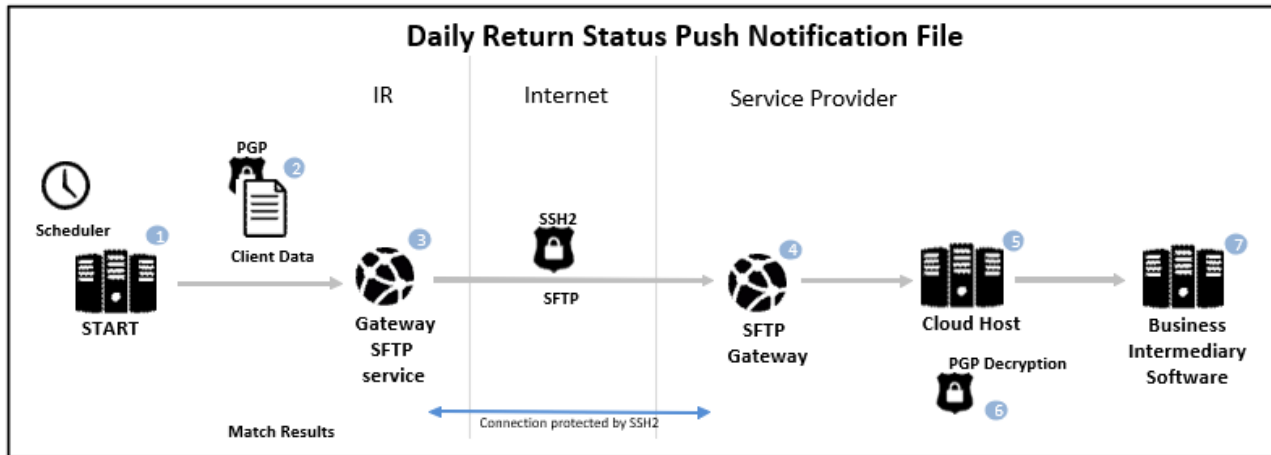 Daily Return Status Push Notification File
IR
Internet
Service Provider
PGP
2
Scheduler
1
Client Data
START
3
Gateway
SFTP
service
SSH2
SFTP
4
SFTP
Gateway
5
Cloud Host
PGP Decryption
6
7
Business
Intermediary
Software
Match Results
Connection protected by SSH2